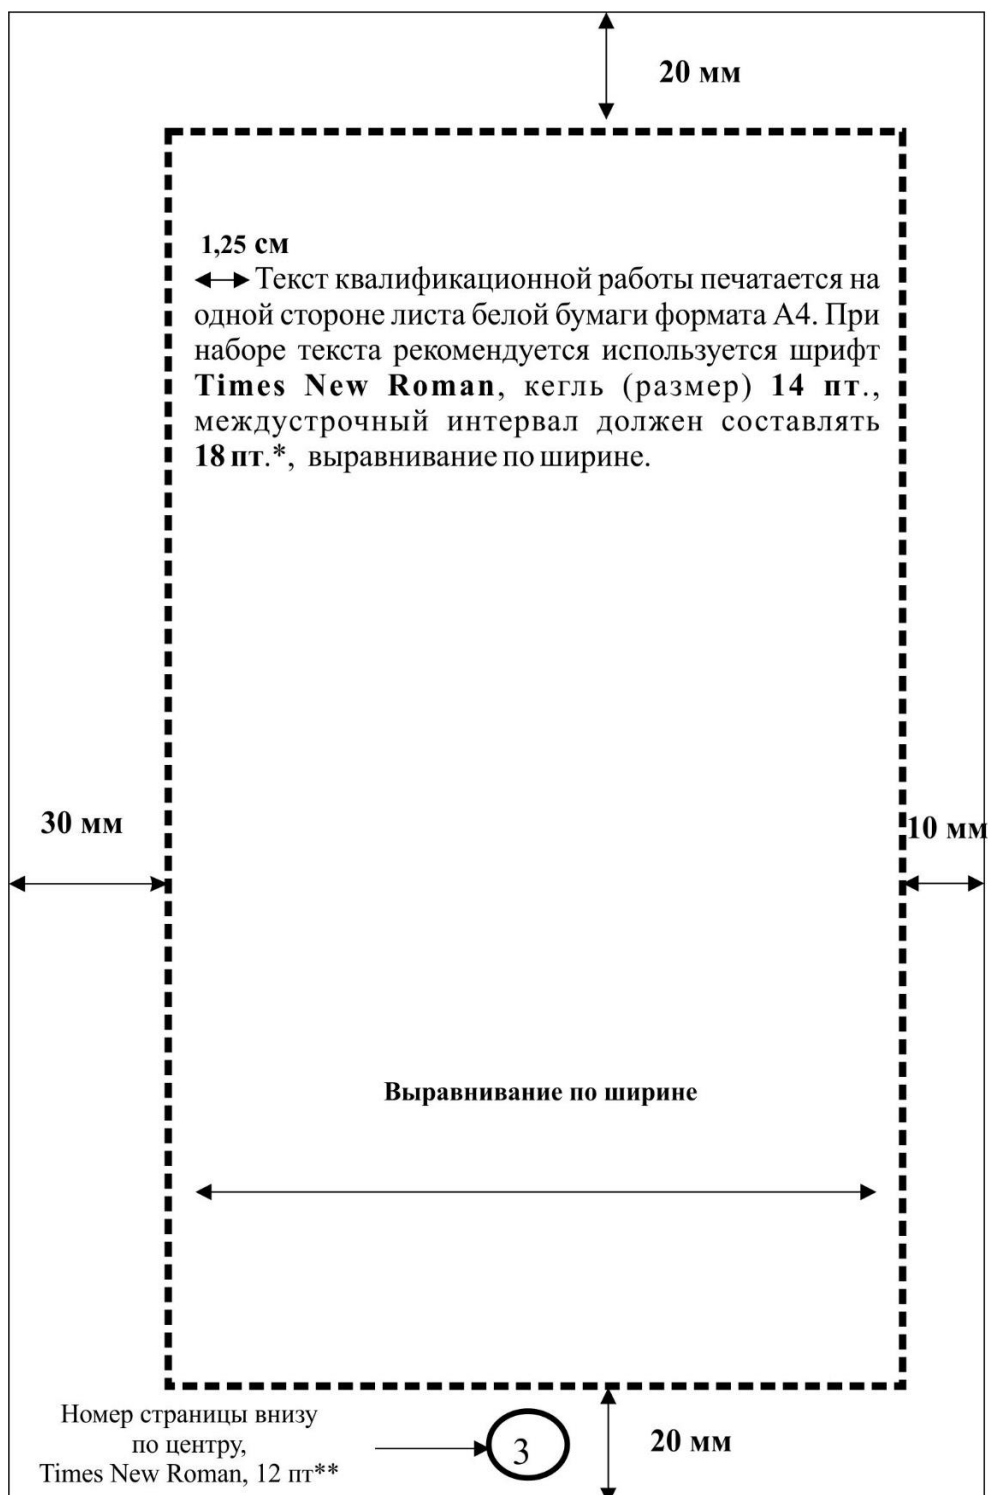 20 мм
1,25 см
Текст квалификационной работы печатается на
одной стороне листа белой бумаги формата А4. При
наборе текста рекомендуется используется шрифт
Times New Roman, кегль (размер) 14 пт.,
междустрочный интервал должен составлять
18 пт.*, выравнивание по ширине.
30 мм
10 мм
Выравнивание по ширине
Номер страницы внизу
по центру,
Times New Roman, 12 пт**
3
20 мм